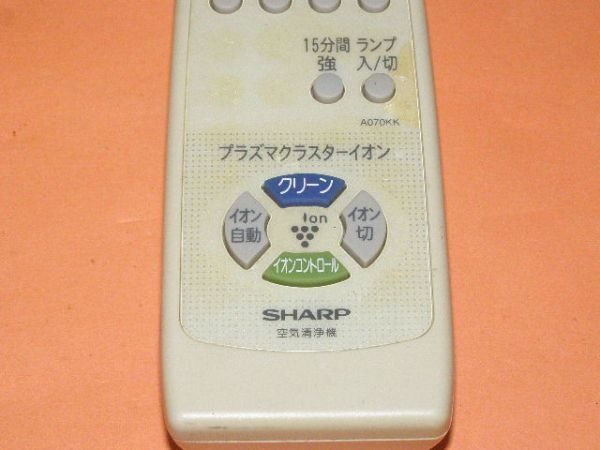 15分間 ランプ
強 入/切
A070KK
プラズマクラスターイオン
クリーン
イオン
自動
Ion
イオン
切
イオンコントロール
SHARP
空気清浄機